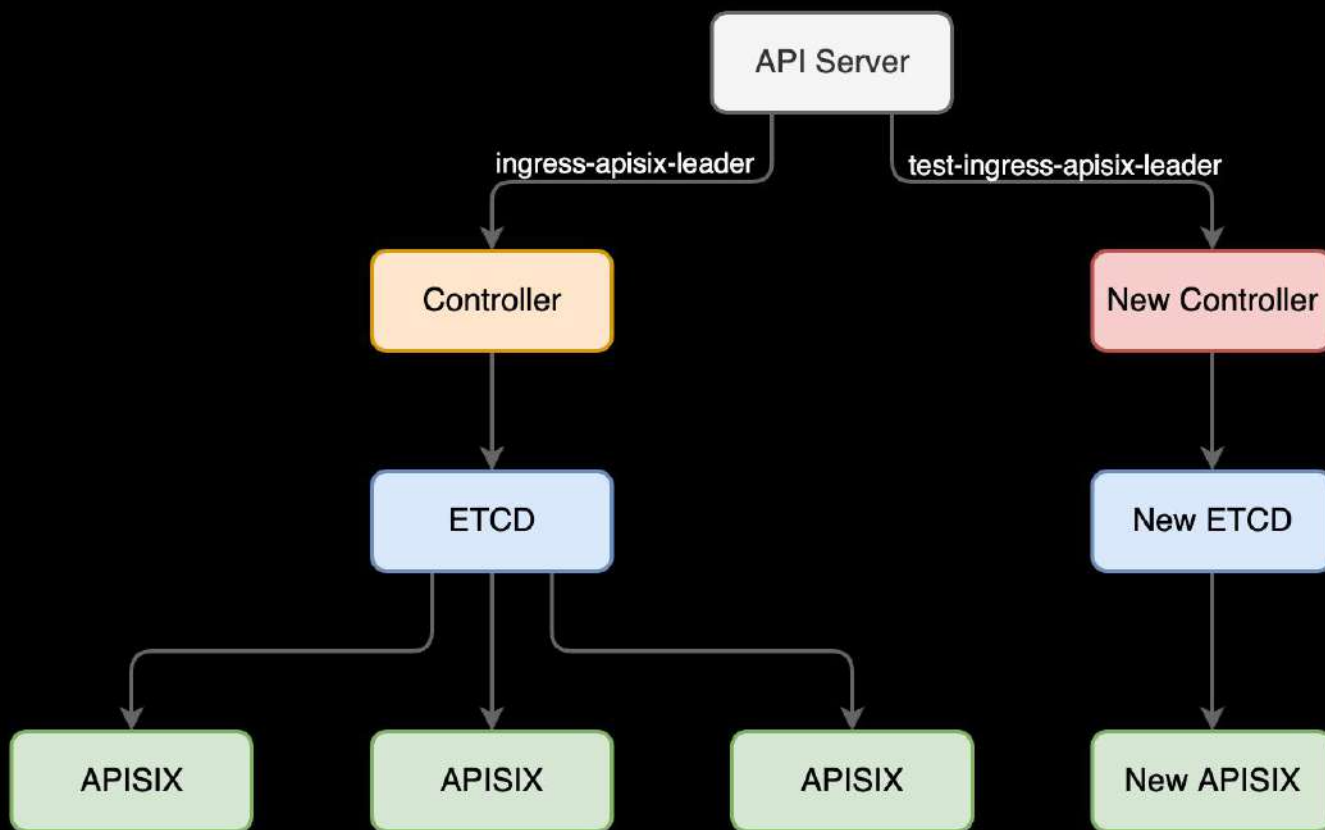 API Server
ingress-apisix-leader
test-ingress-apisix-leader
Controller
New Controller
ETCD
New ETCD
APISIX
APISIX
APISIX
New APISIX